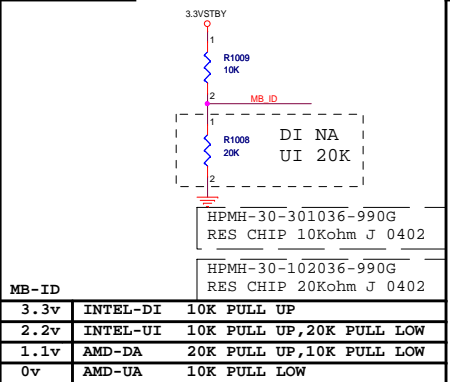 3.3VSTBY
1
R1009
10K
2
MB_ID
1
R1008
20K
DI NA
UI 20K
2
HPMH-30-301036-990G
RES CHIP 10Kohm J 0402
HPMH-30-102036-990G
RES CHIP 20Kohm J 0402
MB-ID
3.3v INTEL-DI 10K PULL UP
2.2v INTEL-UI 10K PULL UP,20K PULL LOW
1.1v AMD-DA 20K PULL UP,10K PULL LOW
0v AMD-UA 10K PULL LOW